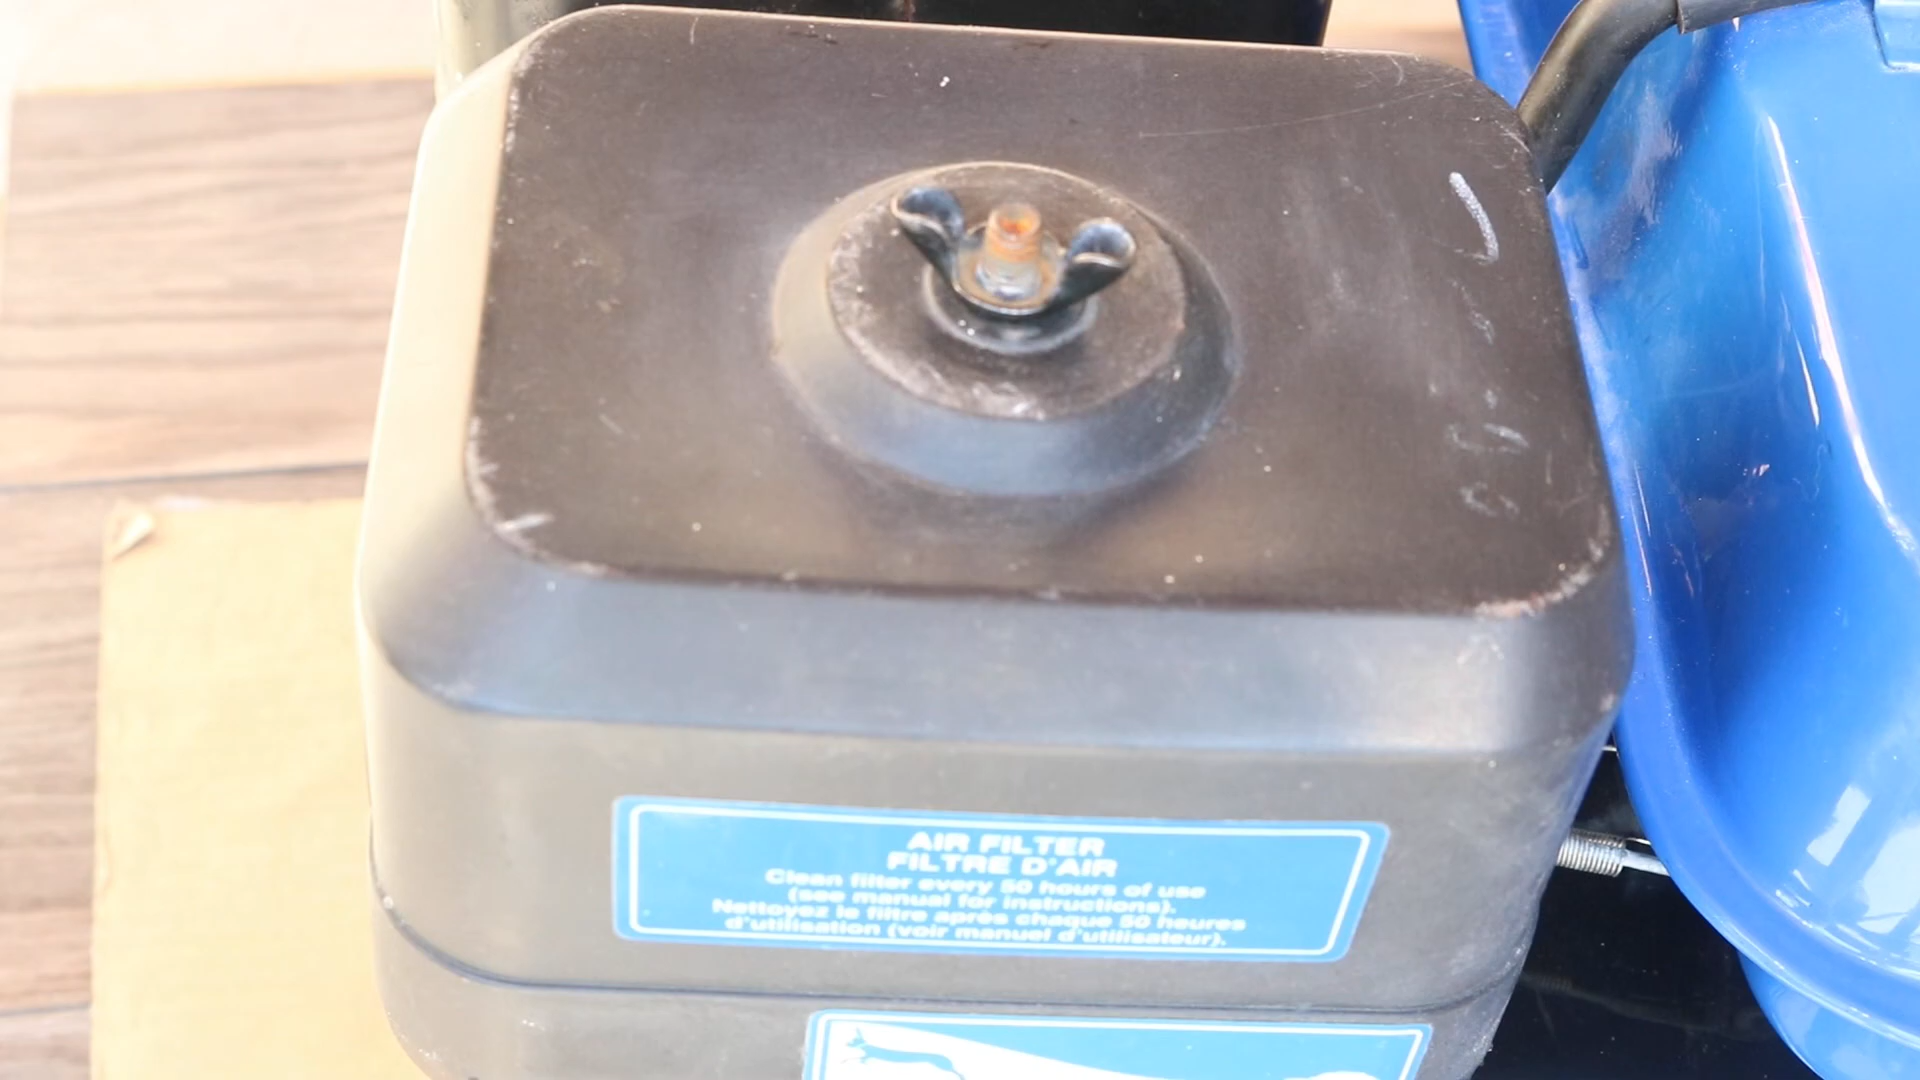 AIR FILTER
FILTRE D'AIR
Clean filter every 50 hours of use
(see manual for instructions).
Nettoyez le filtre après chaque 50 heures
d'utilisation (voir manuel d'utilisateur).